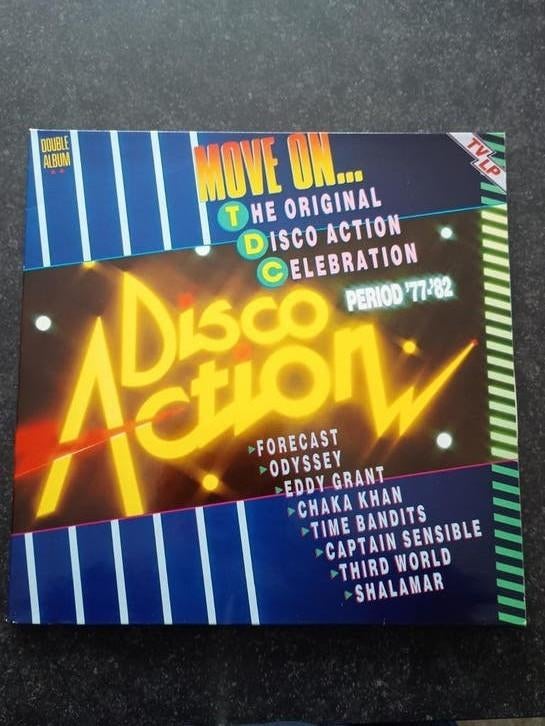 DOUBLE
ALBUM
MOVE ON...
TV LP
THE ORIGINAL
DISCO ACTION
CELEBRATION
PERIOD '77-'82
Disco
Action
FORECAST
ODYSSEY
EDDY GRANT
CHAKA KHAN
TIME BANDITS
CAPTAIN SENSIBLE
THIRD WORLD
SHALAMAR